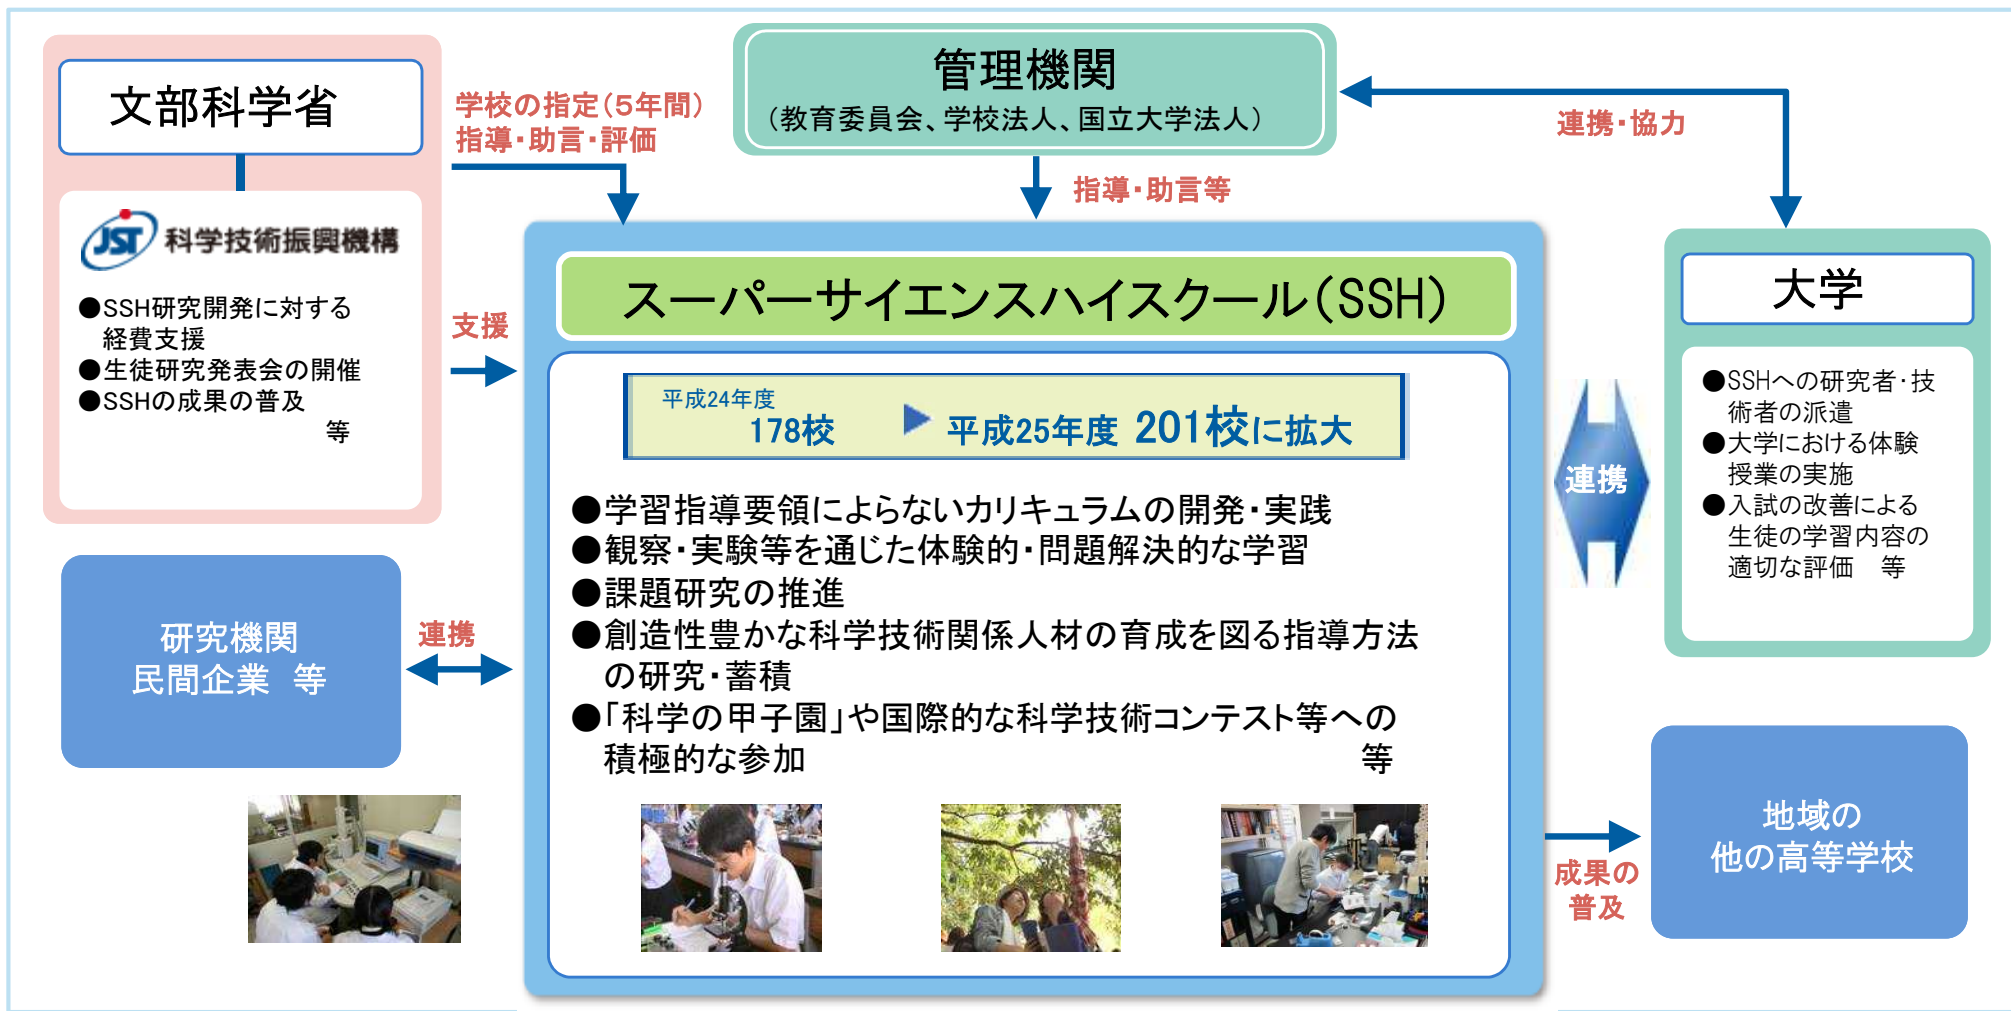 文部科学省
JST 科学技術振興機構
●SSH研究開発に対する
経費支援
●生徒研究発表会の開催
●SSHの成果の普及
等
学校の指定(5年間)
指導・助言・評価
支援
管理機関
(教育委員会、学校法人、国立大学法人)
指導・助言等
連携・協力
スーパーサイエンスハイスクール(SSH)
平成24年度
178校
平成25年度 201校に拡大
●学習指導要領によらないカリキュラムの開発・実践
●観察・実験等を通じた体験的・問題解決的な学習
●課題研究の推進
●創造性豊かな科学技術関係人材の育成を図る指導方法
の研究・蓄積
●「科学の甲子園」や国際的な科学技術コンテスト等への
積極的な参加 等
連携
大学
●SSHへの研究者・技
術者の派遣
●大学における体験
授業の実施
●入試の改善による
生徒の学習内容の
適切な評価 等
研究機関
民間企業 等
連携
成果の
普及
地域の
他の高等学校